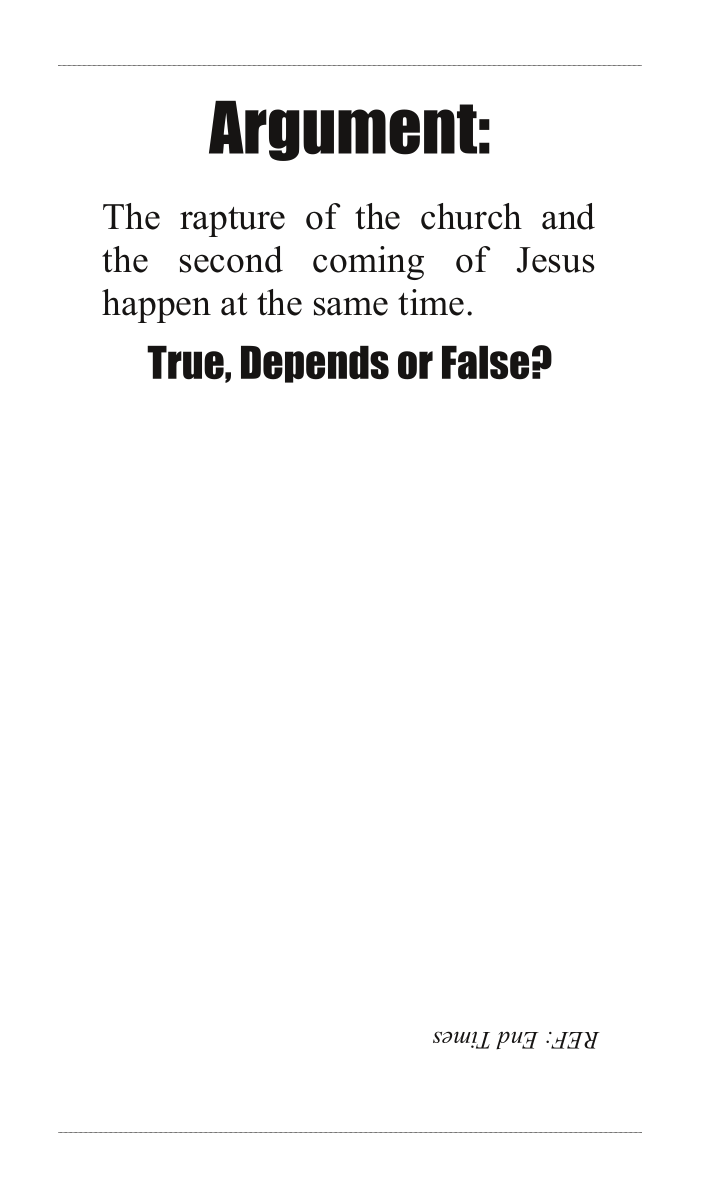 Argument:
The rapture of the church and
the second coming of Jesus
happen at the same time.
True, Depends or False?
REF: End Times